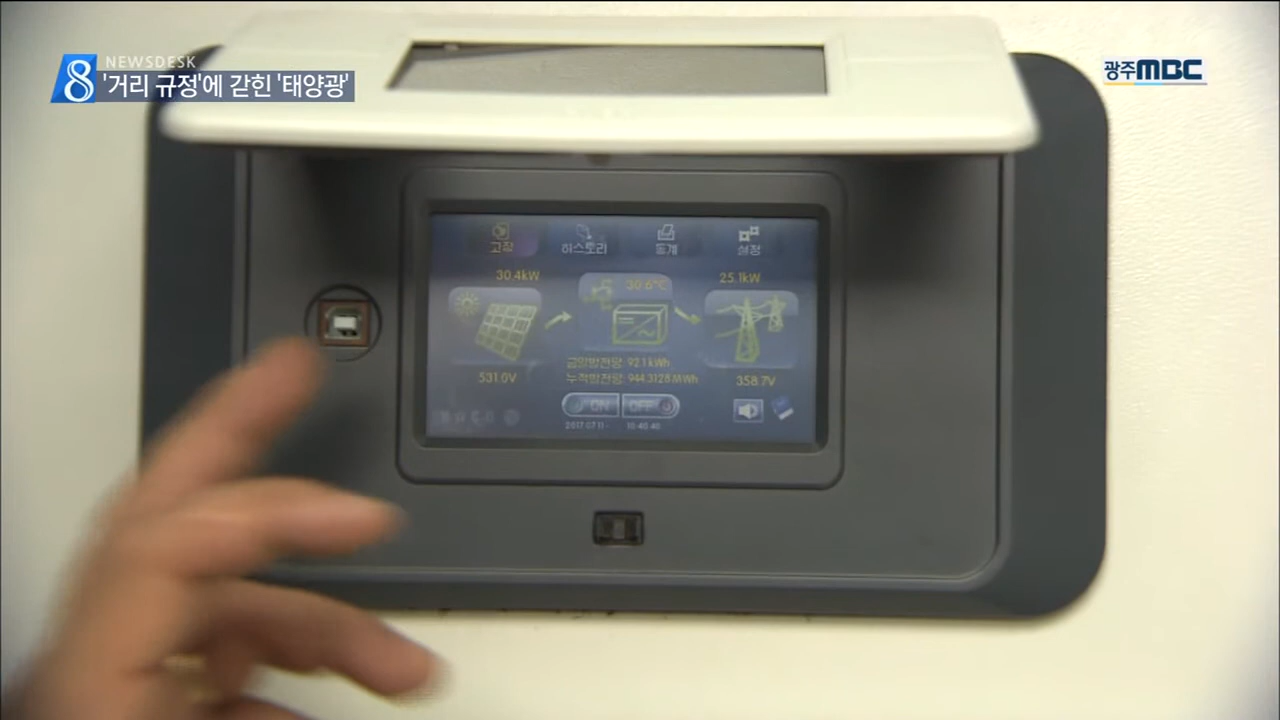 NEWSDESK
8 '거리 규정'에 갇힌 '태양광'
광주MBC
고장 히스토리 통계 설정
30.4kW 30.6℃ 25.1kW
금일발전량: 92.1kWh
531.0V 누적발전량: 944.3128MWh 358.7V
ON OFF
2017.07.11 10:40:40